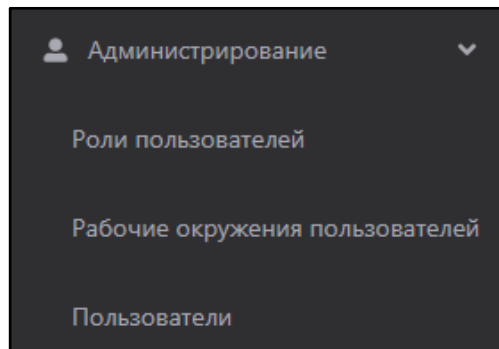 Администрирование
Роли пользователей
Рабочие окружения пользователей
Пользователи